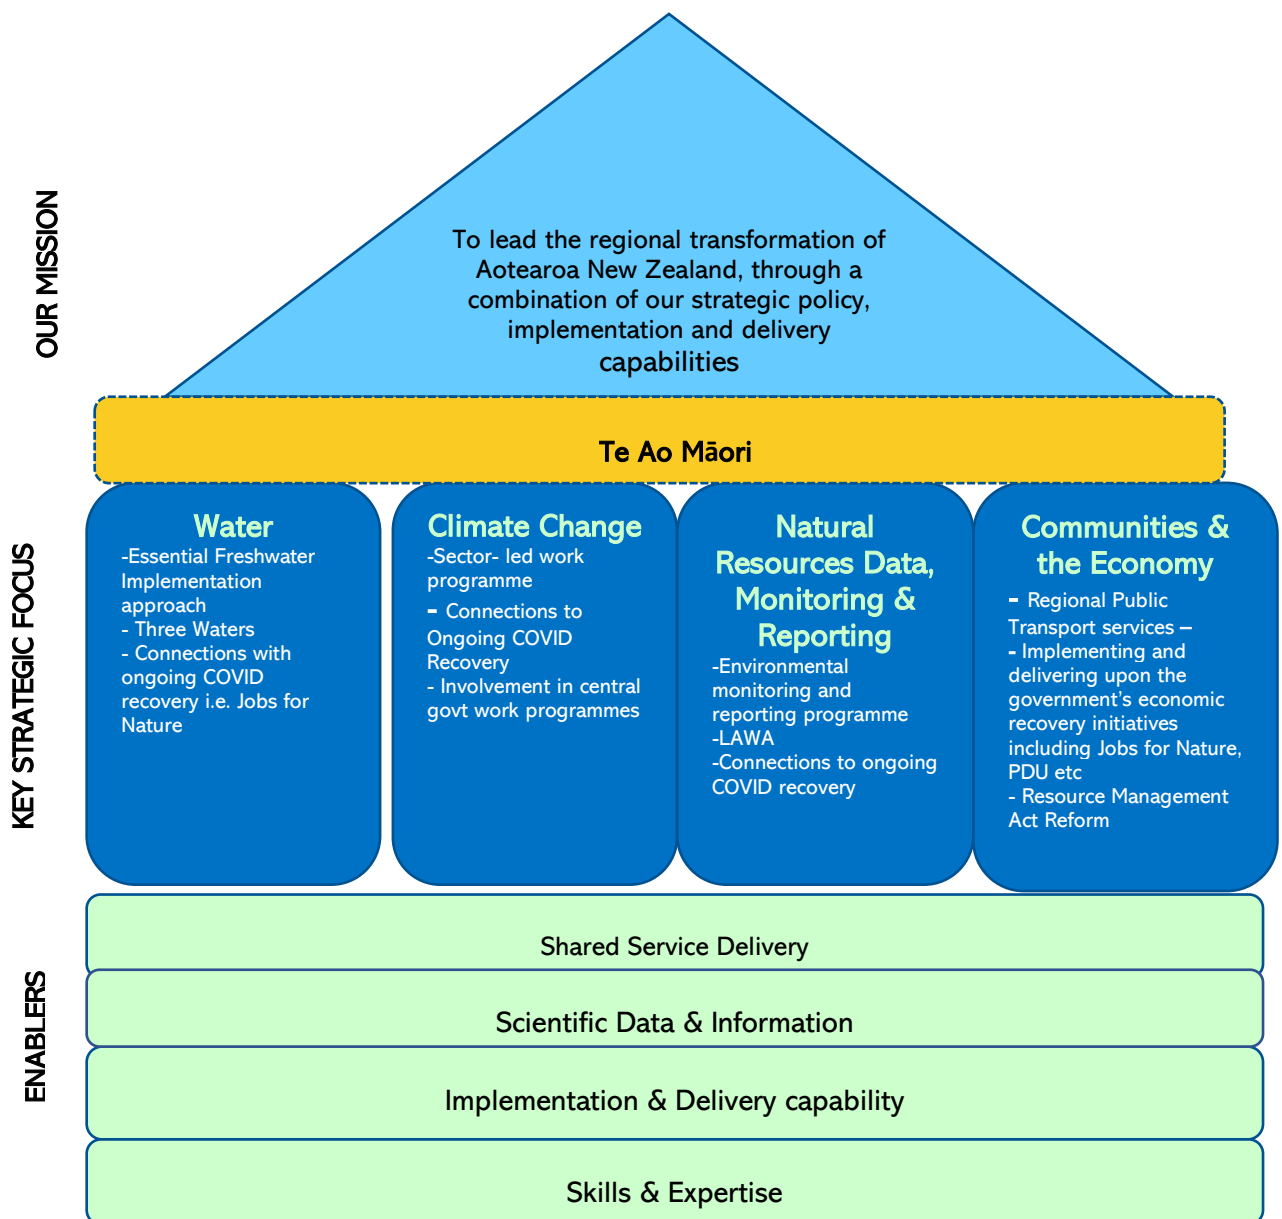 OUR MISSION
To lead the regional transformation of
Aotearoa New Zealand, through a
combination of our strategic policy,
implementation and delivery
capabilities
Te Ao Māori
KEY STRATEGIC FOCUS
Water
-Essential Freshwater
Implementation
approach
- Three Waters
- Connections with
ongoing COVID
recovery i.e. Jobs for
Nature
Climate Change
-Sector- led work
programme
- Connections to
Ongoing COVID
Recovery
- Involvement in central
govt work programmes
Natural
Resources Data,
Monitoring &
Reporting
-Environmental
monitoring and
reporting programme
-LAWA
-Connections to ongoing
COVID recovery
Communities &
the Economy
- Regional Public
Transport services –
- Implementing and
delivering upon the
government's economic
recovery initiatives
including Jobs for Nature,
PDU etc
- Resource Management
Act Reform
ENABLERS
Shared Service Delivery
Scientific Data & Information
Implementation & Delivery capability
Skills & Expertise